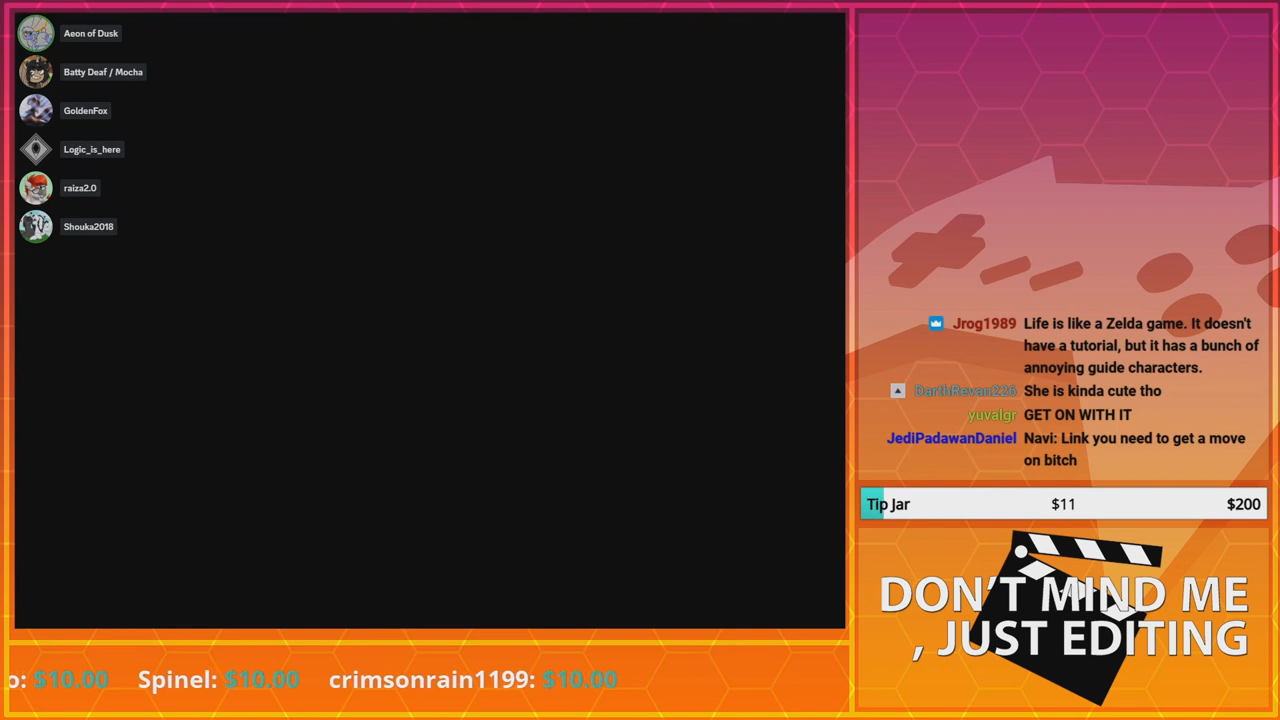 Aeon of Dusk
Batty Deaf / Mocha
GoldenFox
Logic_is_here
raiza2.0
Shouka2018
Jrog1989 Life is like a Zelda game. It doesn't
have a tutorial, but it has a bunch of
annoying guide characters.
DarthRevan226 She is kinda cute tho
yuvalgr GET ON WITH IT
JediPadawanDaniel Navi: Link you need to get a move
on bitch
Tip Jar $11 $200
DON'T MIND ME
, JUST EDITING
o: $10.00 Spinel: $10.00 crimsonrain1199: $10.00